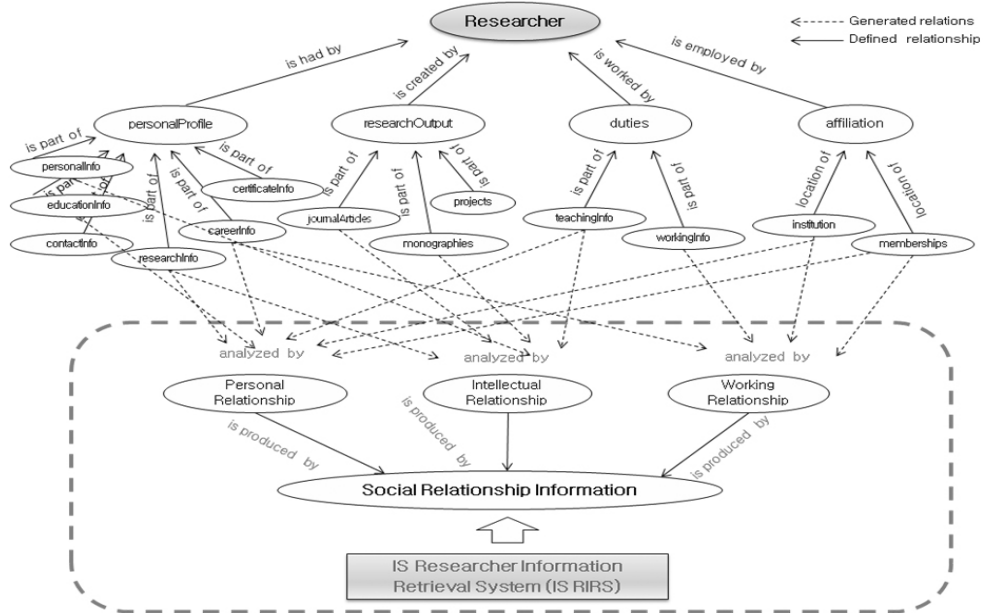 Researcher
Generated relations
Defined relationship
is had by
is created by
is worked by
is employed by
personalProfile
researchOutput
duties
affiliation
is part of
personalInfo
is part of
certificateInfo
is part
of
educationInfo
is part of
is part of
contactInfo
careerInfo
researchInfo
is part of
journalArticles
is part of
monographies
is part of
projects
is part of
teachingInfo
is part of
workingInfo
location of
institution
location of
memberships
analyzed by
analyzed by
analyzed by
Personal
Relationship
Intellectual
Relationship
Working
Relationship
is produced by
is produced by
is produced by
Social Relationship Information
IS Researcher Information
Retrieval System (IS RIRS)